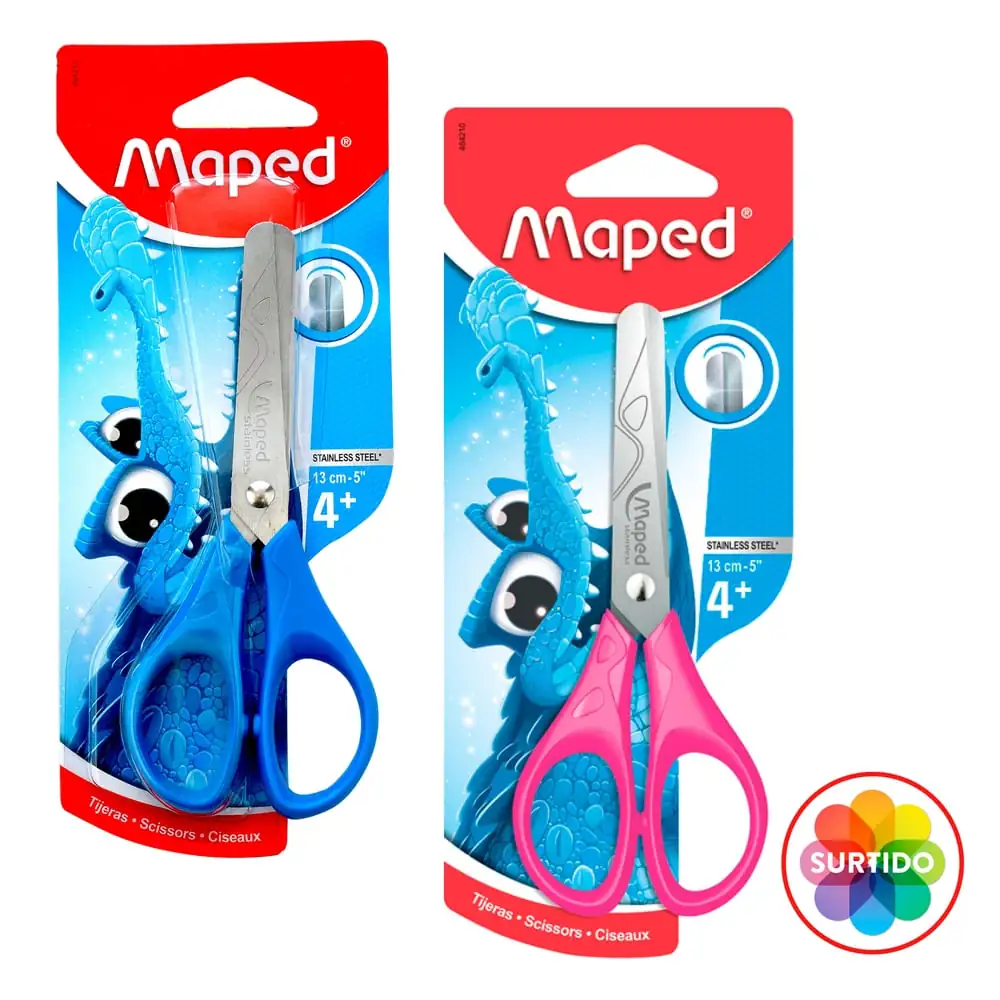 Maped®
Maped
stainless
STAINLESS STEEL*
13 cm - 5"
4+
Tijeras • Scissors • Ciseaux
464210
Maped®
Maped
STAINLESS STEEL*
13 cm - 5"
4+
Tijeras • Scissors • Ciseaux
SURTIDO